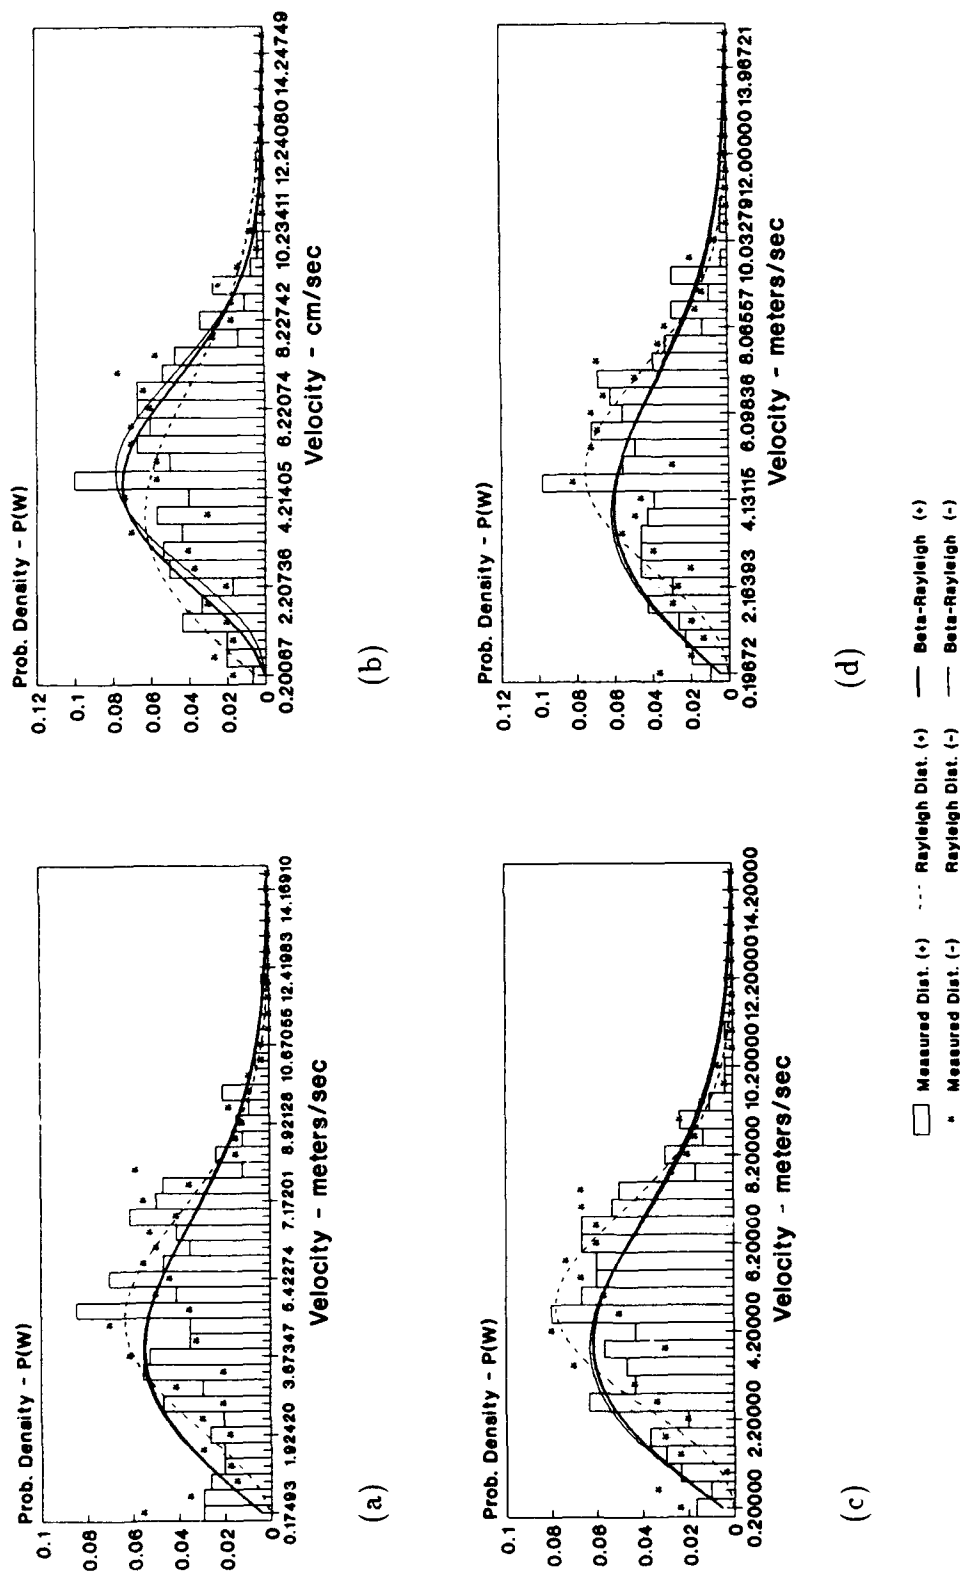 Prob. Density - P(W)
0.1
0.08
0.06
0.04
0.02
0
0.17493 1.92420 3.67347 5.42274 7.17201 8.92128 10.67055 12.41983 14.16910
Velocity - meters/sec
(a)
Prob. Density - P(W)
0.12
0.1
0.08
0.06
0.04
0.02
0
0.20067 2.20736 4.21405 6.22074 8.22742 10.23411 12.24080 14.24749
Velocity - cm/sec
(b)
Prob. Density - P(W)
0.1
0.08
0.06
0.04
0.02
0
0.20000 2.20000 4.20000 6.20000 8.20000 10.20000 12.20000 14.20000
Velocity - meters/sec
(c)
Prob. Density - P(W)
0.12
0.1
0.08
0.06
0.04
0.02
0
0.19672 2.16393 4.13115 6.09836 8.06557 10.03279 12.00000 13.96721
Velocity - meters/sec
(d)
Measured Dist. (+) Rayleigh Dist. (+) Beta-Rayleigh (+)
Measured Dist. (-) Rayleigh Dist. (-) Beta-Rayleigh (-)